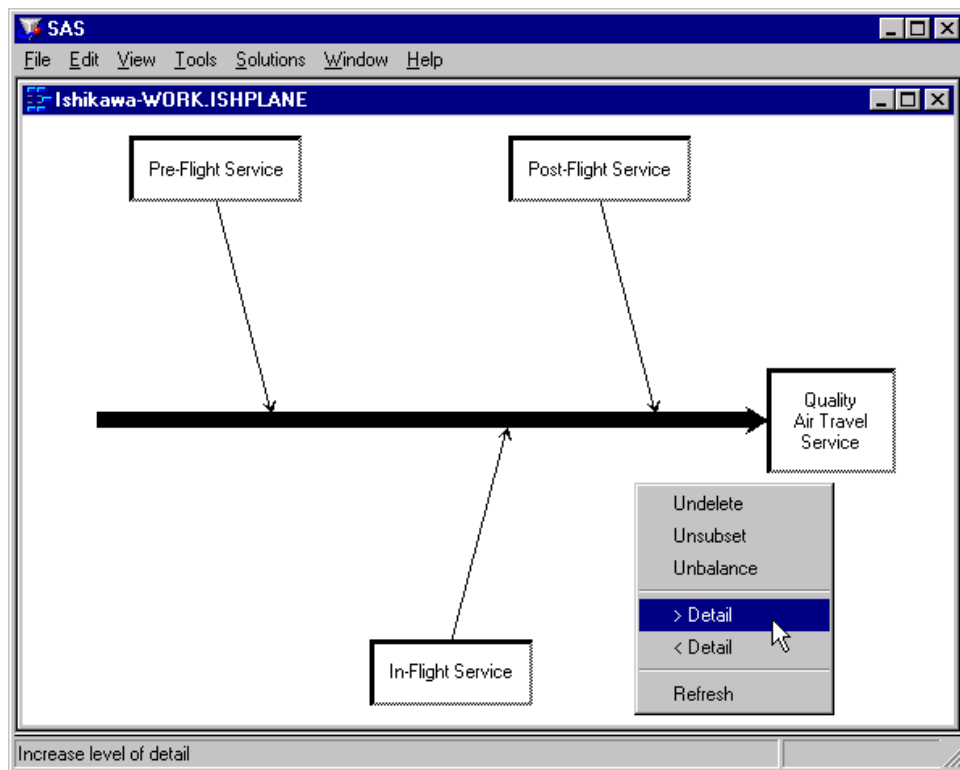 SAS
File Edit View Tools Solutions Window Help
Ishikawa-WORK.ISHPLANE
Pre-Flight Service
Post-Flight Service
Quality
Air Travel
Service
In-Flight Service
Undelete
Unsubset
Unbalance
> Detail
< Detail
Refresh
Increase level of detail